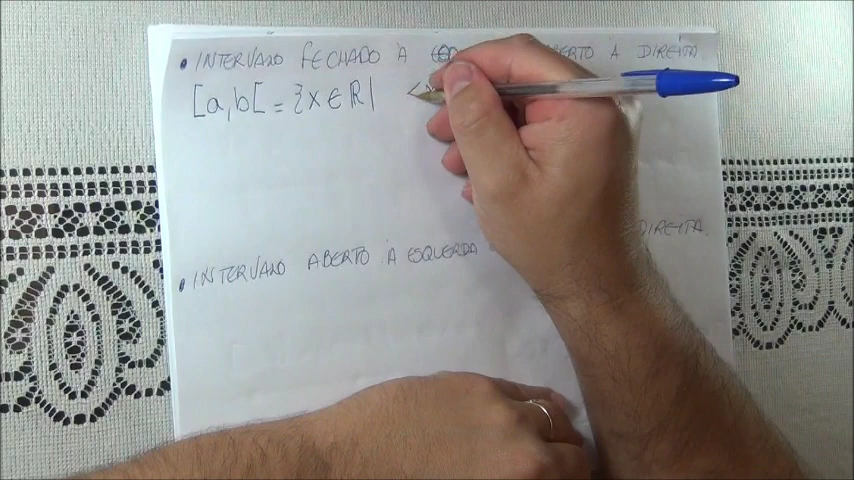 • INTERVALO FECHADO À ABERTO À DIREITA
[a,b[ = {x ∈ R| <
• INTERVALO ABERTO À ESQUERDA DIREITA.